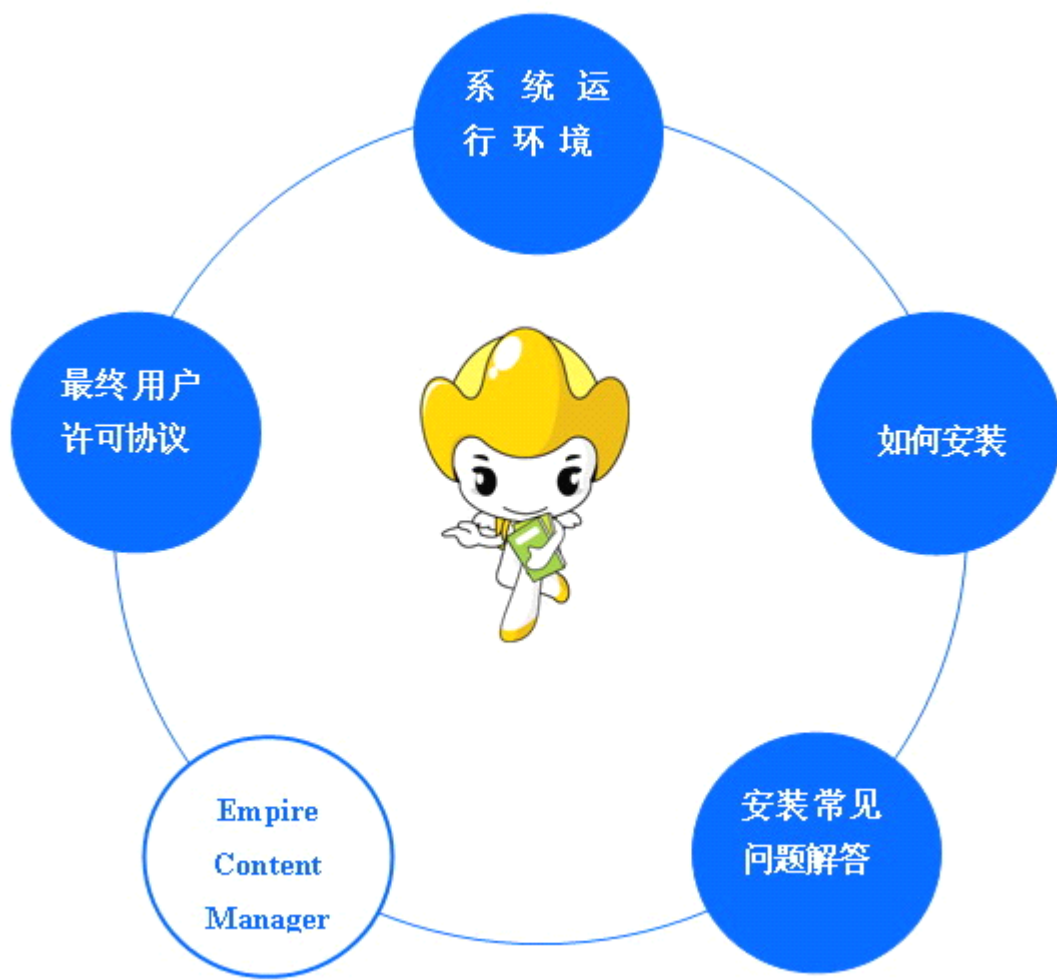 系统运
行环境
最终用户
许可协议
如何安装
安装常见
问题解答
Empire
Content
Manager